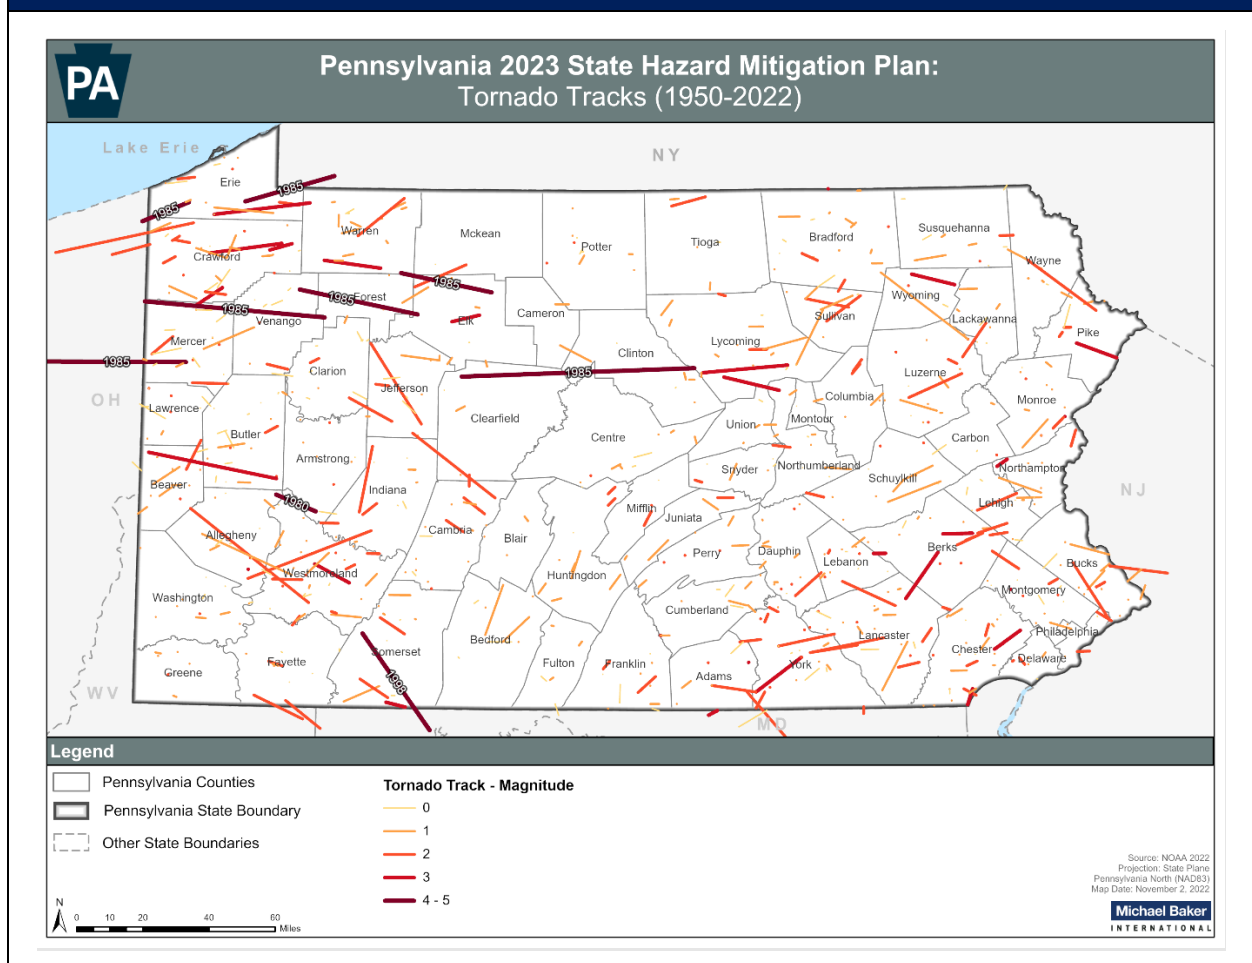 PA
Pennsylvania 2023 State Hazard Mitigation Plan:
Tornado Tracks (1950-2022)
Lake Erie
NY
Erie
1985
1985
Warren
Mckean
Potter
Tioga
Bradford
Susquehanna
Wayne
Crawford
1985
1985
Forest
1985
Venango
Elk
Cameron
Sullivan
Wyoming
Lackawanna
Pike
Mercer
1985
Clarion
Clinton
Lycoming
1985
Jefferson
Luzerne
OH
Lawrence
Clearfield
Columbia
Monroe
Butler
Centre
Union
Montour
Carbon
Armstrong
Snyder
Northumberland
Northampton
Beaver
Indiana
Schuylkill
NJ
1980
Mifflin
Juniata
Lehigh
Allegheny
Cambria
Blair
Perry
Dauphin
Lebanon
Berks
Bucks
Westmoreland
Huntingdon
Washington
Cumberland
Montgomery
Bedford
Lancaster
Philadelphia
Somerset
Chester
Fayette
Fulton
Franklin
York
Delaware
Greene
Adams
1998
WV
MD
Legend
Pennsylvania Counties
Pennsylvania State Boundary
Other State Boundaries
Tornado Track - Magnitude
0
1
2
3
4 - 5
N
0 10 20 40 60
Miles
Source: NOAA 2022
Projection: State Plane
Pennsylvania North (NAD83)
Map Date: November 2, 2022
Michael Baker
INTERNATIONAL